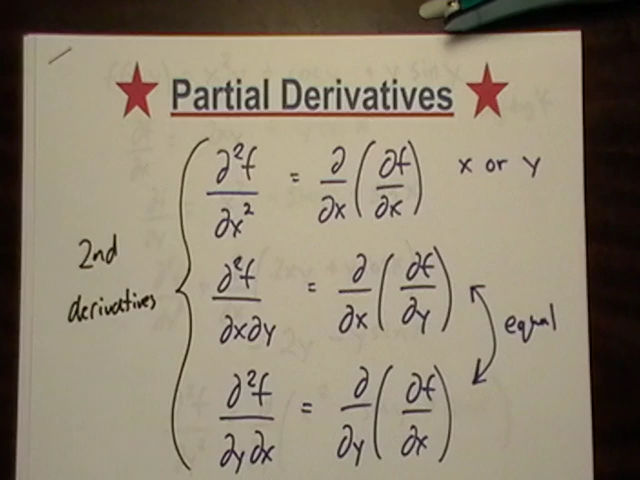 Partial Derivatives
∂²f/∂x² = ∂/∂x (∂f/∂x) x or y
2nd derivatives
∂²f/∂x∂y = ∂/∂x (∂f/∂y)
equal
∂²f/∂y∂x = ∂/∂y (∂f/∂x)